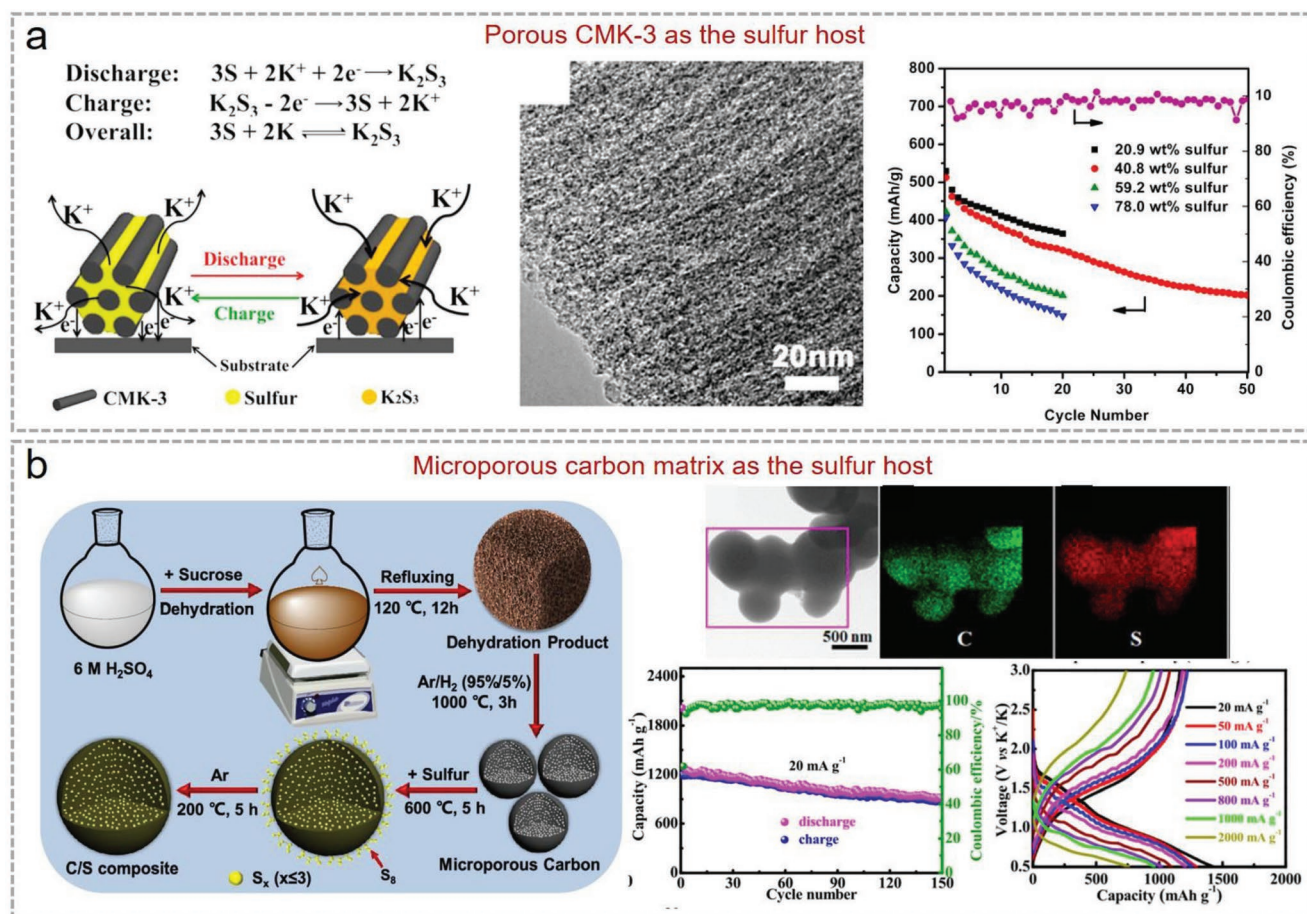 a
Porous CMK-3 as the sulfur host
Discharge: 3S + 2K⁺ + 2e⁻ → K₂S₃
Charge: K₂S₃ - 2e⁻ → 3S + 2K⁺
Overall: 3S + 2K ⇌ K₂S₃
K⁺
K⁺
K⁺
K⁺
Discharge
K⁺
K⁺
K⁺
K⁺
Charge
e⁻
e⁻
e⁻
e⁻
Substrate
CMK-3
Sulfur
K₂S₃
20nm
800
700
600
500
400
300
200
100
0
Capacity (mAh/g)
10
20
30
40
50
Cycle Number
10
80
60
40
20
0
Coulombic efficiency (%)
20.9 wt% sulfur
40.8 wt% sulfur
59.2 wt% sulfur
78.0 wt% sulfur
b
Microporous carbon matrix as the sulfur host
+ Sucrose
Dehydration
Refluxing
120 ℃, 12h
6 M H₂SO₄
Dehydration Product
Ar/H₂ (95%/5%)
1000 ℃, 3h
Ar
200 ℃, 5 h
+ Sulfur
600 ℃, 5 h
Microporous Carbon
C/S composite
Sₓ (x≤3)
S₈
500 nm
C
S
2400
2000
1600
1200
900
600
300
0
Capacity (mAh g⁻¹)
20 mA g⁻¹
discharge
charge
0
30
60
90
120
150
Cycle number
100
80
60
40
20
0
Coulombic efficiency/%
3.0
2.5
2.0
1.5
1.0
0.5
Voltage (V vs K⁺/K)
20 mA g⁻¹
50 mA g⁻¹
100 mA g⁻¹
200 mA g⁻¹
500 mA g⁻¹
800 mA g⁻¹
1000 mA g⁻¹
2000 mA g⁻¹
0
500
1000
1500
2000
Capacity (mAh g⁻¹)